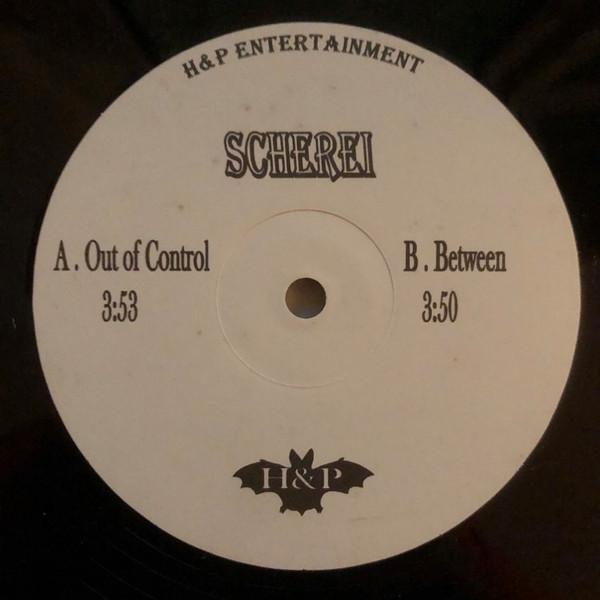 H&P ENTERTAINMENT
SCHEREI
A . Out of Control
3:53
B . Between
3:50
H&P